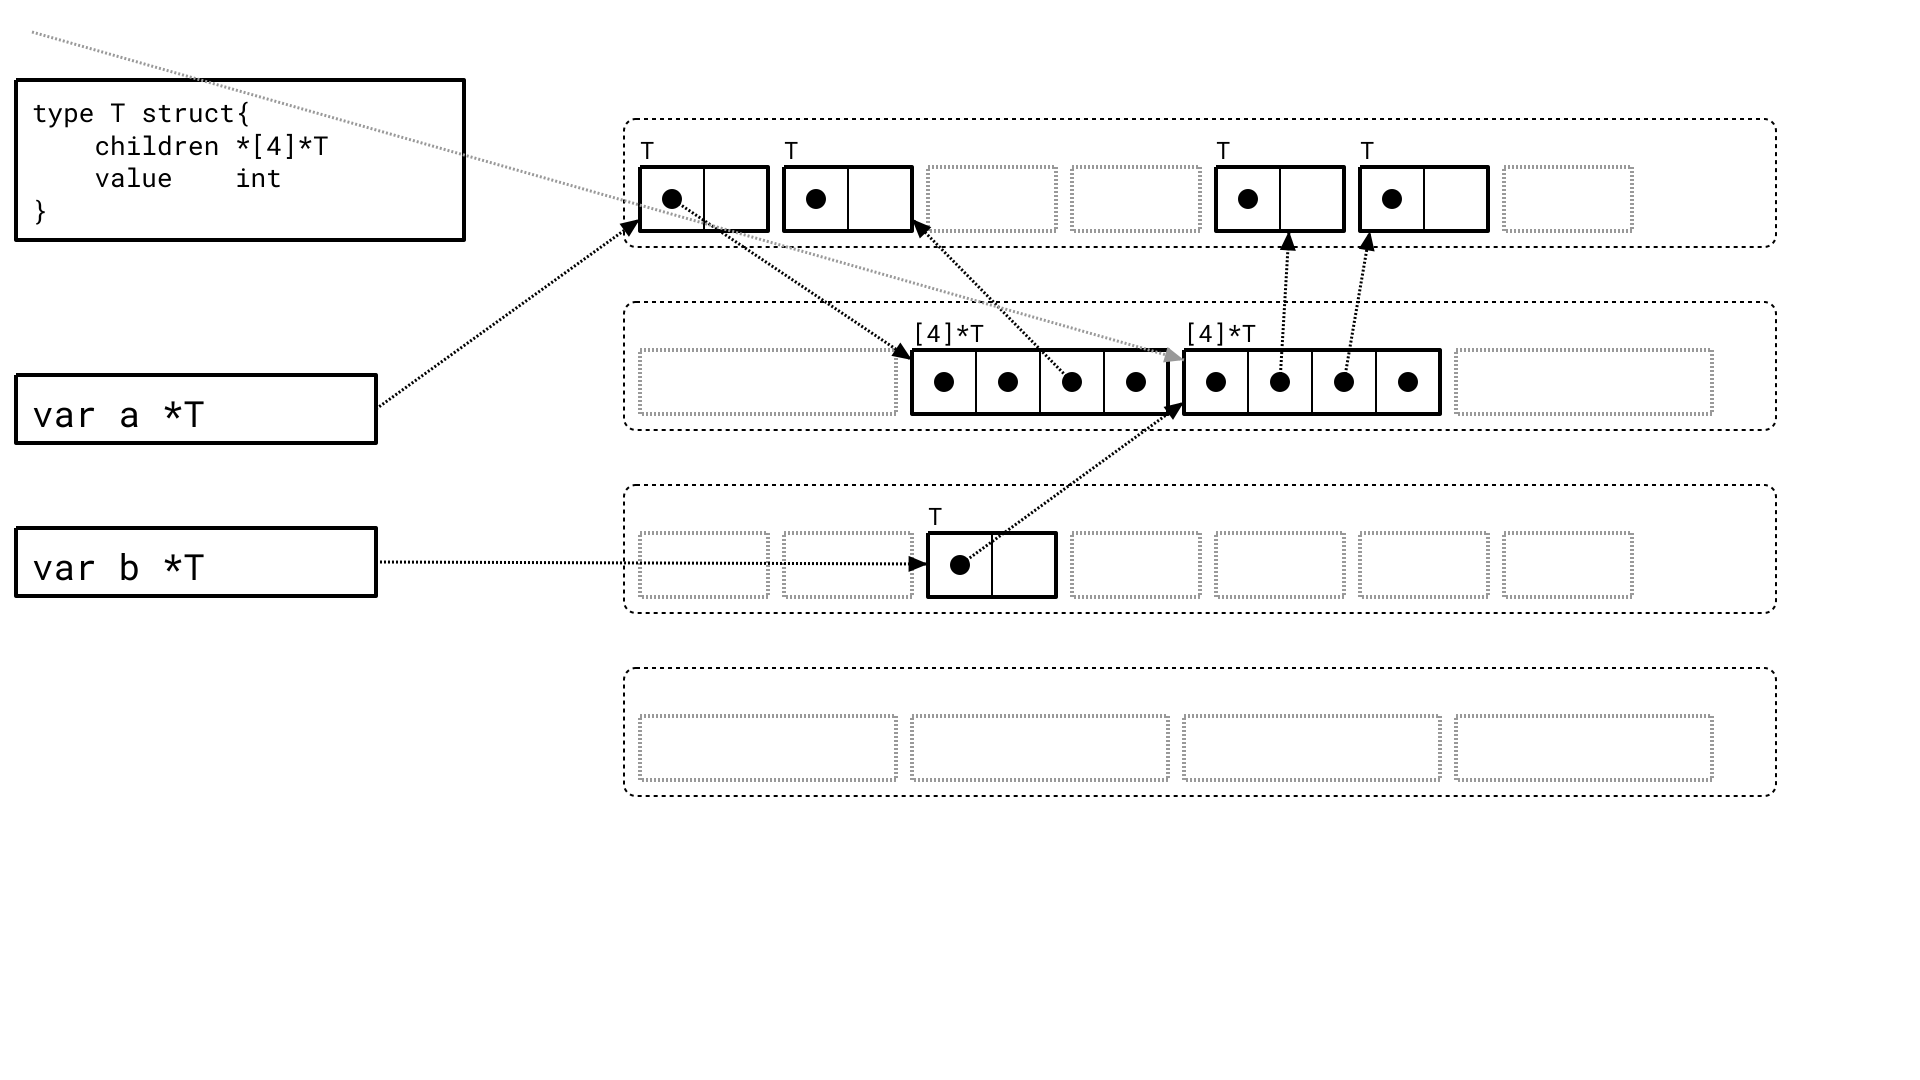 type T struct{
    children *[4]*T
    value    int
}
T
T
T
T
[4]*T
[4]*T
var a *T
T
var b *T